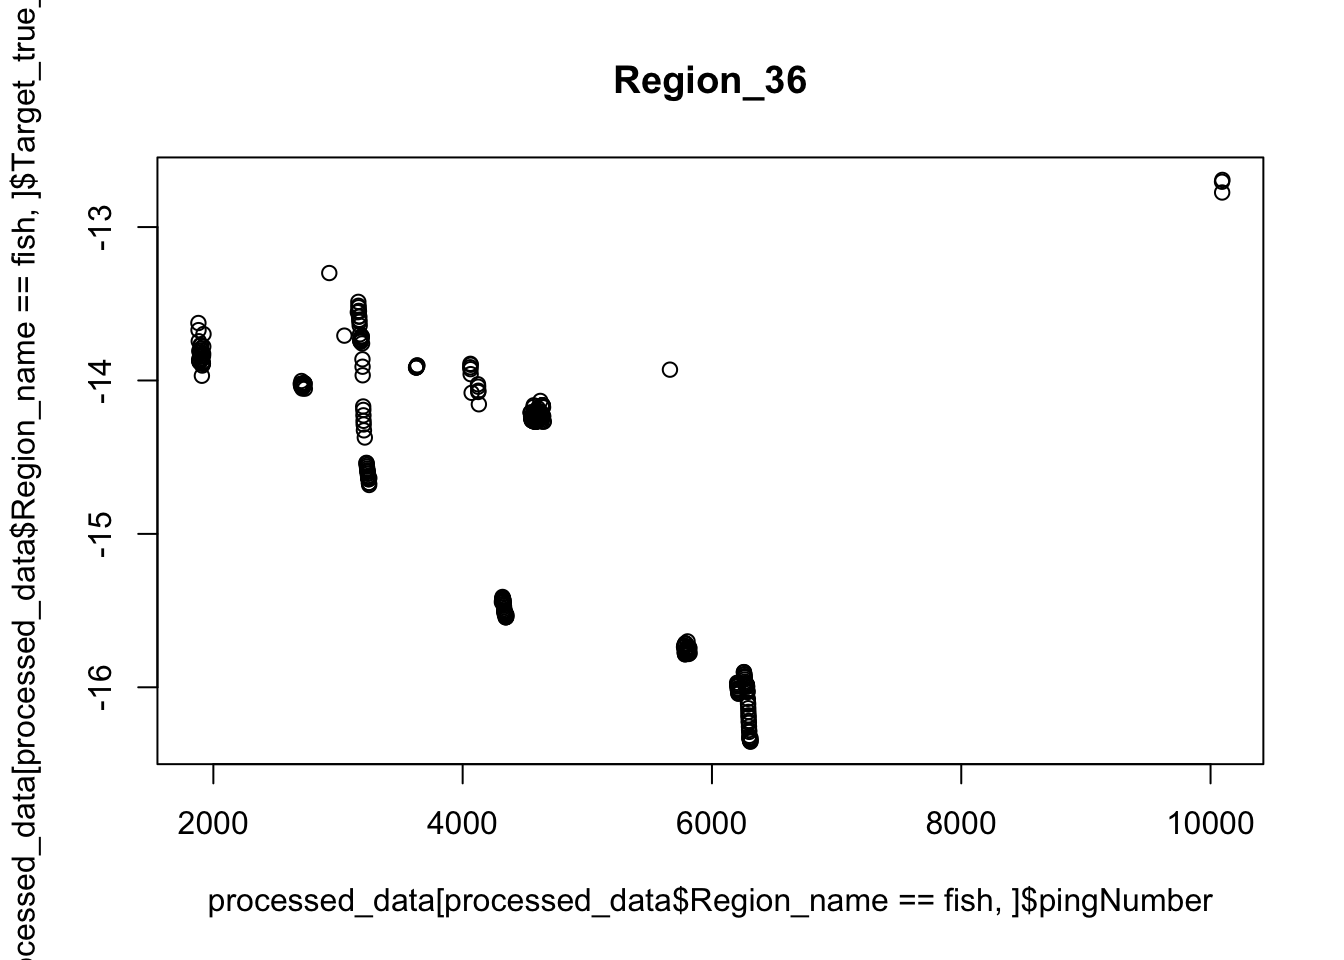 Region_36
processed_data[processed_data$Region_name == fish, ]$Target_true_
-13
-14
-15
-16
2000 4000 6000 8000 10000
processed_data[processed_data$Region_name == fish, ]$pingNumber